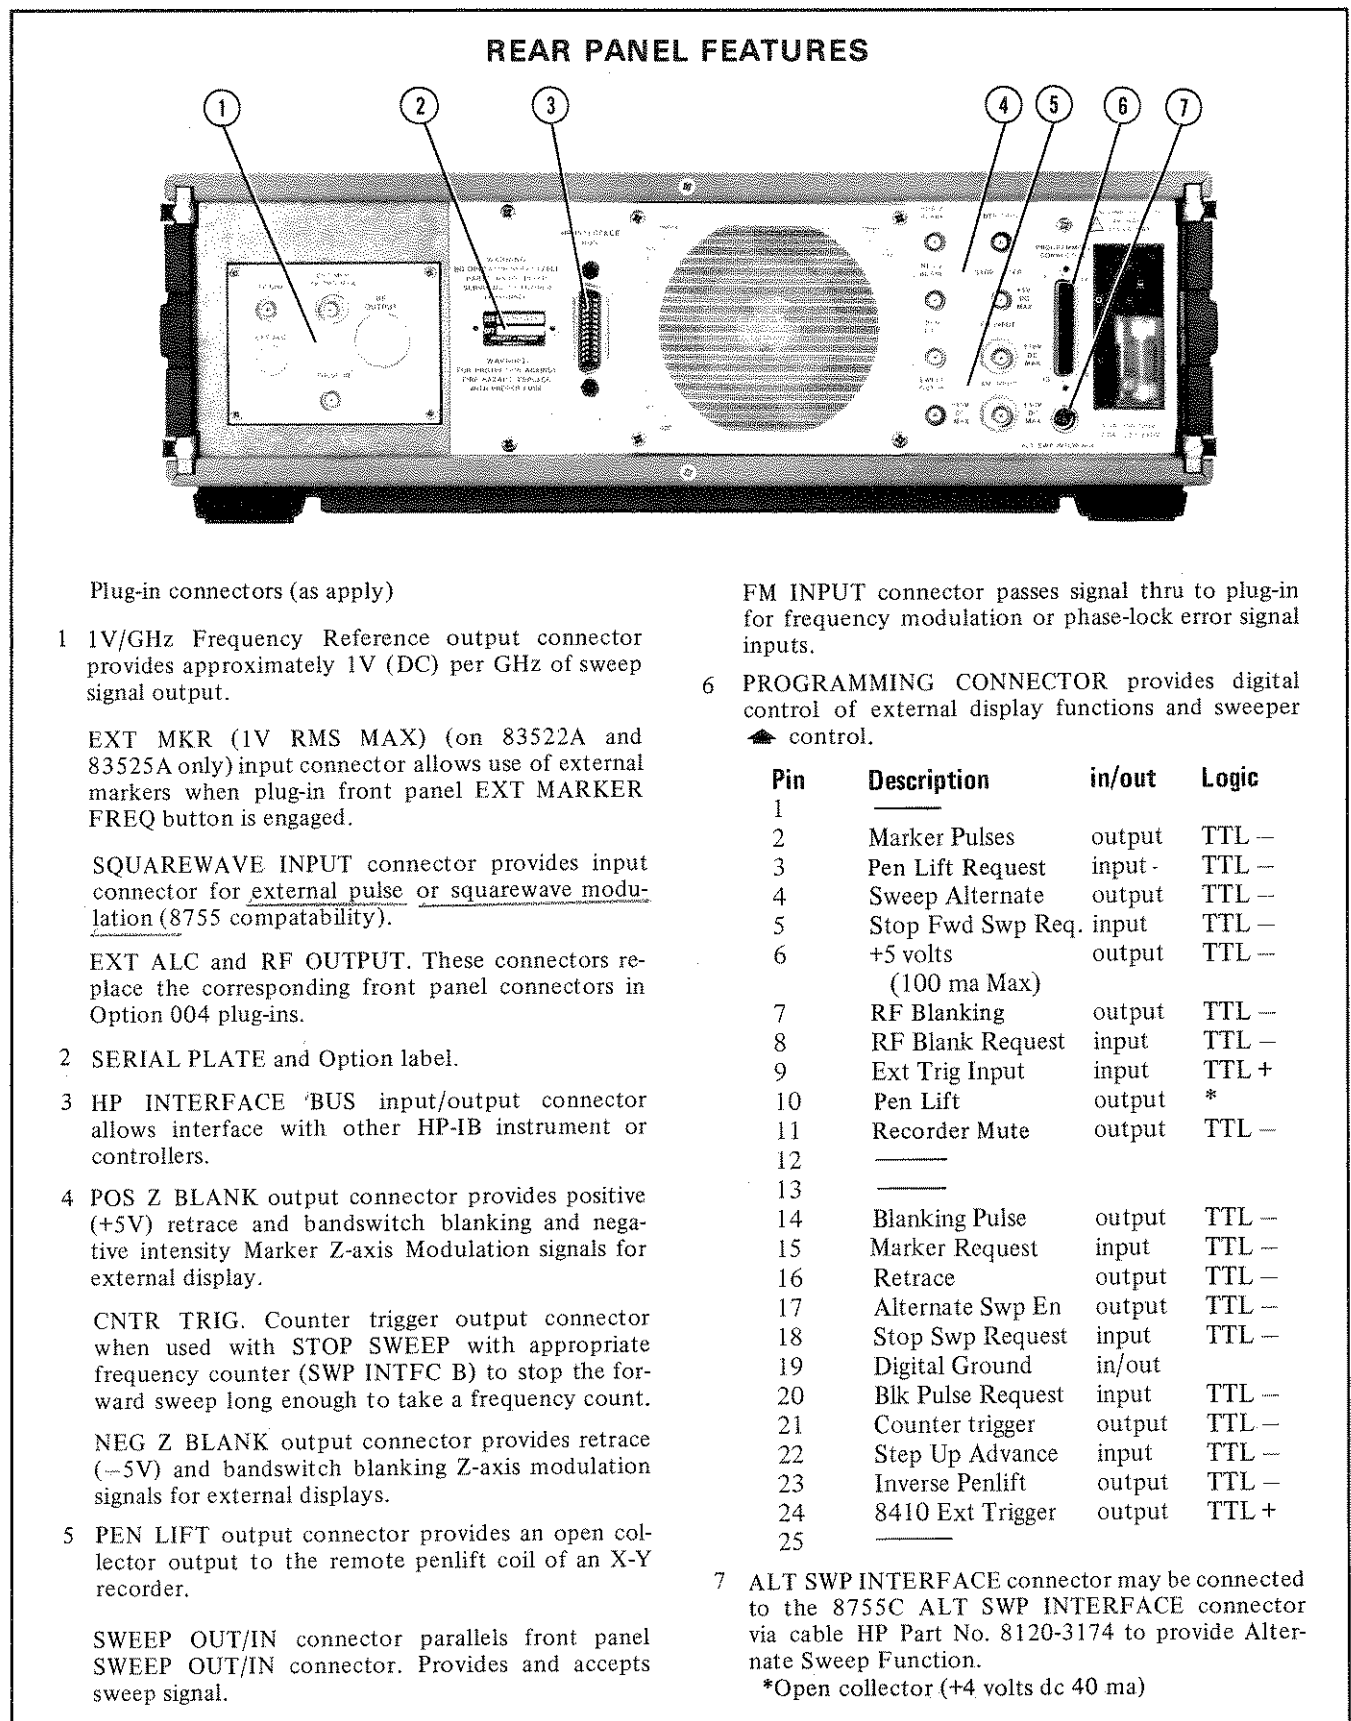 REAR PANEL FEATURES
1 2 3 4 5 6 7
Plug-in connectors (as apply)
1 1V/GHz Frequency Reference output connector
provides approximately 1V (DC) per GHz of sweep
signal output.
EXT MKR (1V RMS MAX) (on 83522A and
83525A only) input connector allows use of external
markers when plug-in front panel EXT MARKER
FREQ button is engaged.
SQUAREWAVE INPUT connector provides input
connector for external pulse or squarewave modu-
lation (8755 compatability).
EXT ALC and RF OUTPUT. These connectors re-
place the corresponding front panel connectors in
Option 004 plug-ins.
2 SERIAL PLATE and Option label.
3 HP INTERFACE BUS input/output connector
allows interface with other HP-IB instrument or
controllers.
4 POS Z BLANK output connector provides positive
(+5V) retrace and bandswitch blanking and nega-
tive intensity Marker Z-axis Modulation signals for
external display.
CNTR TRIG. Counter trigger output connector
when used with STOP SWEEP with appropriate
frequency counter (SWP INTFC B) to stop the for-
ward sweep long enough to take a frequency count.
NEG Z BLANK output connector provides retrace
(—5V) and bandswitch blanking Z-axis modulation
signals for external displays.
5 PEN LIFT output connector provides an open col-
lector output to the remote penlift coil of an X-Y
recorder.
SWEEP OUT/IN connector parallels front panel
SWEEP OUT/IN connector. Provides and accepts
sweep signal.
FM INPUT connector passes signal thru to plug-in
for frequency modulation or phase-lock error signal
inputs.
6 PROGRAMMING CONNECTOR provides digital
control of external display functions and sweeper
control.
Pin Description in/out Logic
1 ——
2 Marker Pulses output TTL —
3 Pen Lift Request input - TTL —
4 Sweep Alternate output TTL —
5 Stop Fwd Swp Req. input TTL —
6 +5 volts output TTL —
(100 ma Max)
7 RF Blanking output TTL —
8 RF Blank Request input TTL —
9 Ext Trig Input input TTL +
10 Pen Lift output *
11 Recorder Mute output TTL —
12 ——
13 ——
14 Blanking Pulse output TTL —
15 Marker Request input TTL —
16 Retrace output TTL —
17 Alternate Swp En output TTL —
18 Stop Swp Request input TTL —
19 Digital Ground in/out
20 Blk Pulse Request input TTL —
21 Counter trigger output TTL —
22 Step Up Advance input TTL —
23 Inverse Penlift output TTL —
24 8410 Ext Trigger output TTL +
25 ——
7 ALT SWP INTERFACE connector may be connected
to the 8755C ALT SWP INTERFACE connector
via cable HP Part No. 8120-3174 to provide Alter-
nate Sweep Function.
*Open collector (+4 volts dc 40 ma)